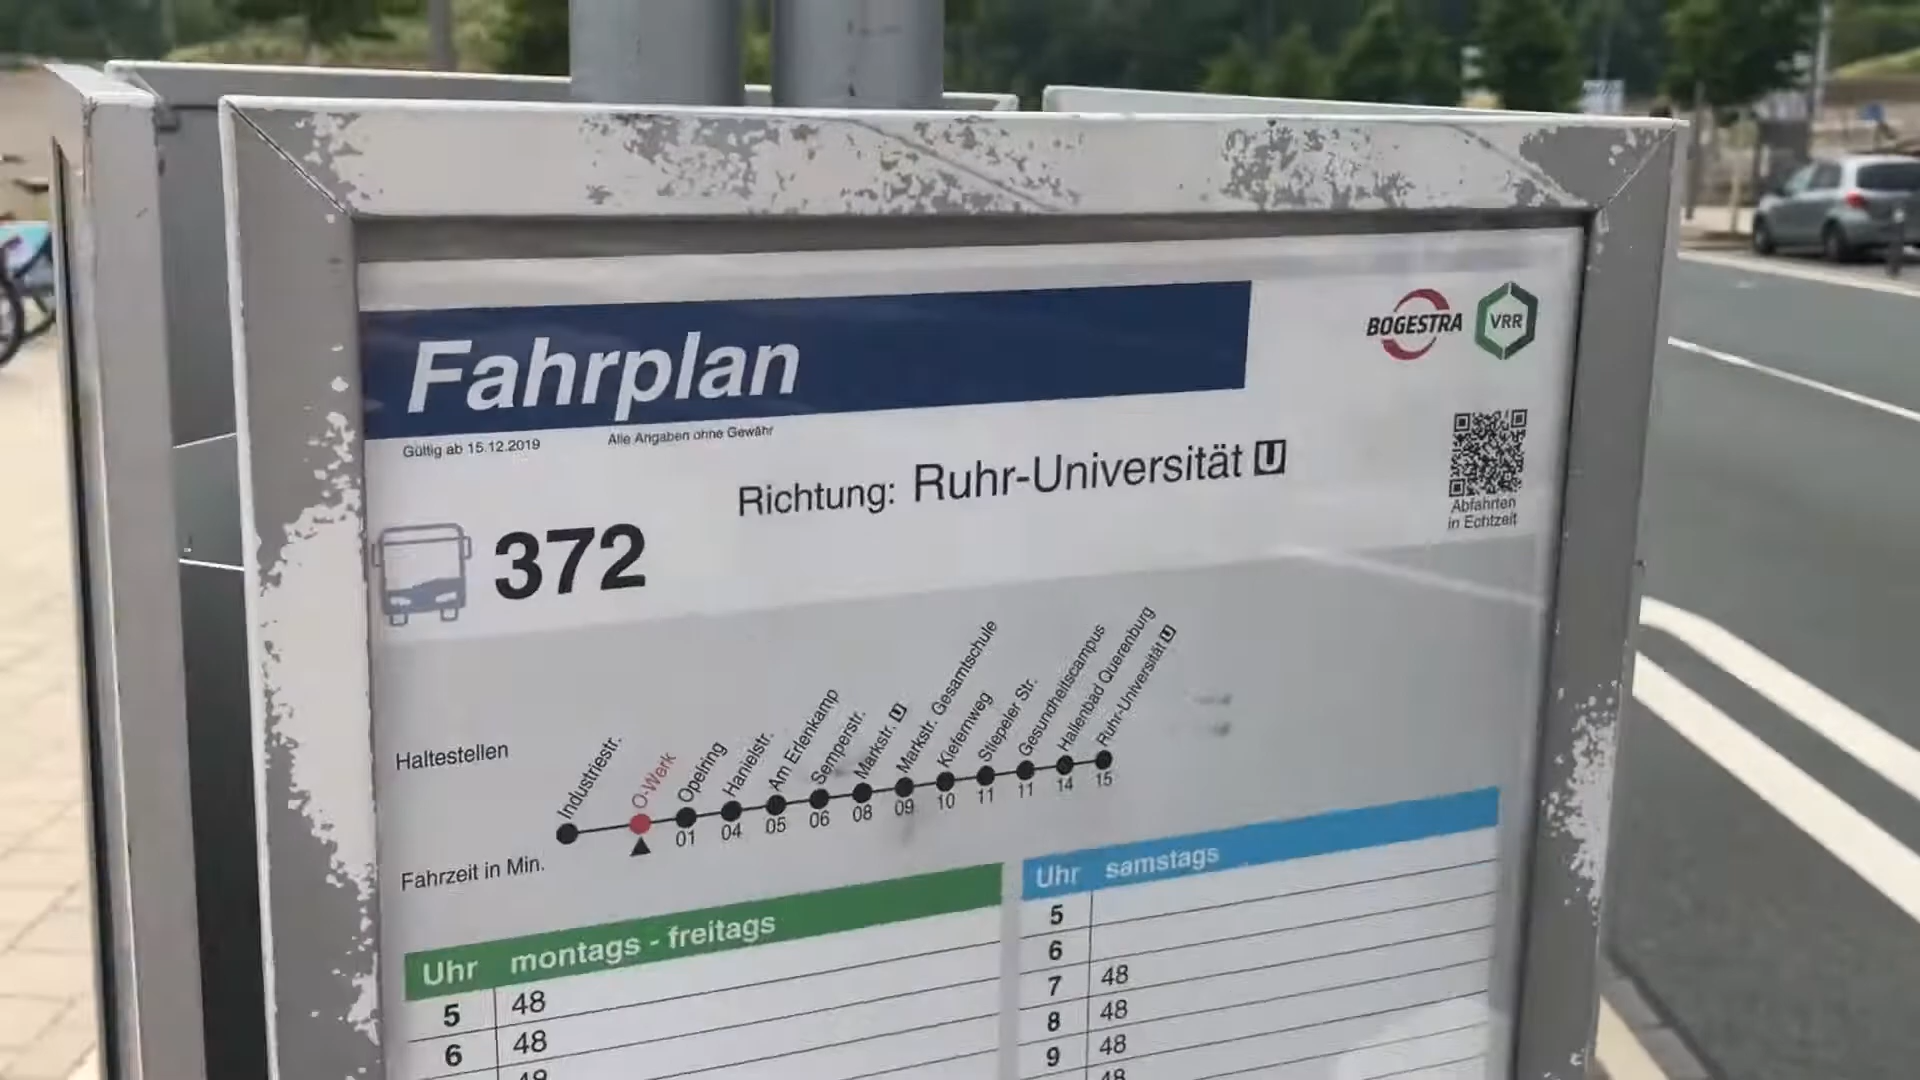 Fahrplan
BOGESTRA
VRR
Gültig ab 15.12.2019
Alle Angaben ohne Gewähr
Richtung: Ruhr-Universität U
Abfahrten
in Echtzeit
372
Haltestellen
Industriestr.
O-Werk
Opelring
Hanielstr.
Am Erlenkamp
Semperstr.
Markstr. U
Markstr. Gesamtschule
Kiefernweg
Stiepeler Str.
Gesundheitscampus
Hallenbad Querenburg
Ruhr-Universität U
01 04 05 06 08 09 10 11 11 14 15
Fahrzeit in Min.
Uhr montags - freitags
5 48
6 48
48
Uhr samstags
5
6
7 48
8 48
9 48
48